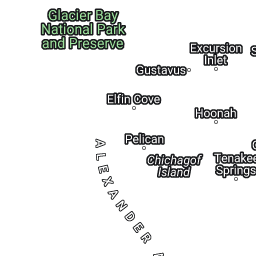 Glacier Bay
National Park
and Preserve
Excursion
Inlet
Gustavus
Elfin Cove
Hoonah
Pelican
Chichagof
Island
Tenakee
Springs
ALEXANDER